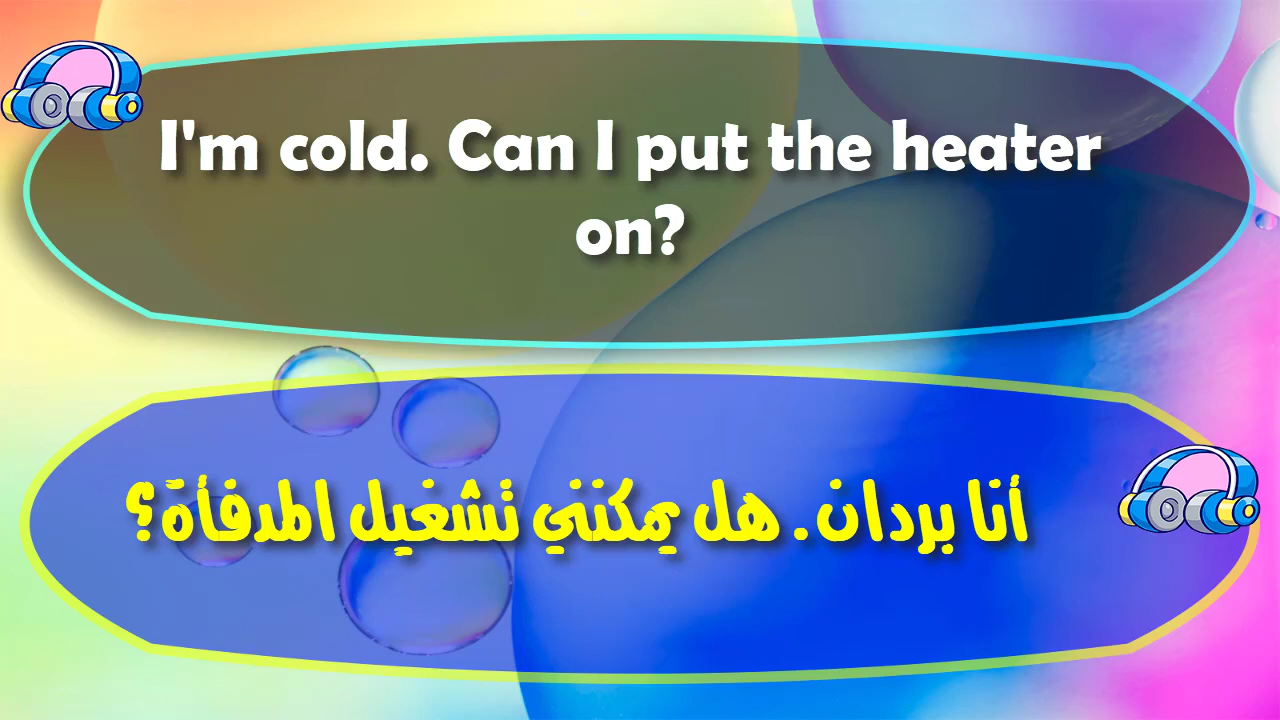 I'm cold. Can I put the heater
on?
أنا بردان. هل يمكنني تشغيل المدفأة؟